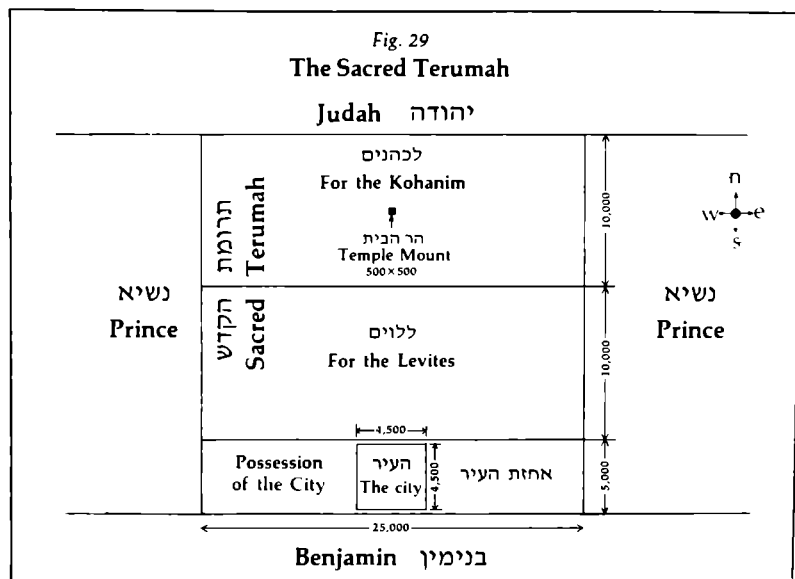 Fig. 29
The Sacred Terumah
Judah יהודה
לכהנים
For the Kohanim
תרומת
Terumah
הר הבית
Temple Mount
500 × 500
10,000
n
w e
s
נשיא
Prince
נשיא
Prince
הקדש
Sacred
ללוים
For the Levites
10,000
4,500
Possession
of the City
העיר
The city
4,500
אחזת העיר
5,000
25,000
Benjamin בנימין